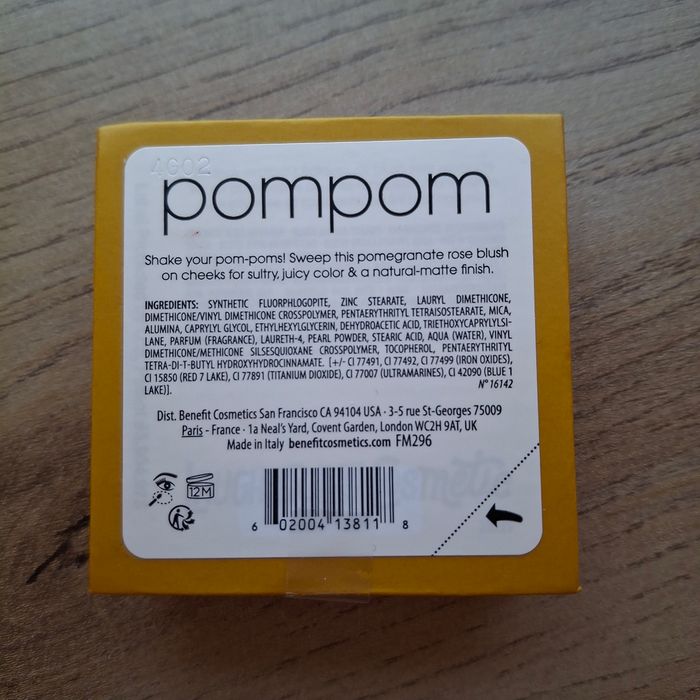 4G02
pompom
Shake your pom-poms! Sweep this pomegranate rose blush
on cheeks for sultry, juicy color & a natural-matte finish.
INGREDIENTS: SYNTHETIC FLUORPHLOGOPITE, ZINC STEARATE, LAURYL DIMETHICONE,
DIMETHICONE/VINYL DIMETHICONE CROSSPOLYMER, PENTAERYTHRITYL TETRAISOSTEARATE, MICA,
ALUMINA, CAPRYLYL GLYCOL, ETHYLHEXYLGLYCERIN, DEHYDROACETIC ACID, TRIETHOXYCAPRYLYLSI-
LANE, PARFUM (FRAGRANCE), LAURETH-4, PEARL POWDER, STEARIC ACID, AQUA (WATER), VINYL
DIMETHICONE/METHICONE SILSESQUIOXANE CROSSPOLYMER, TOCOPHEROL, PENTAERYTHRITYL
TETRA-DI-T-BUTYL HYDROXYHYDROCINNAMATE. [+/- CI 77491, CI 77492, CI 77499 (IRON OXIDES),
CI 15850 (RED 7 LAKE), CI 77891 (TITANIUM DIOXIDE), CI 77007 (ULTRAMARINES), CI 42090 (BLUE 1
LAKE)]. N° 16142
Dist. Benefit Cosmetics San Francisco CA 94104 USA · 3-5 rue St-Georges 75009
Paris - France · 1a Neal's Yard, Covent Garden, London WC2H 9AT, UK
Made in Italy benefitcosmetics.com FM296
12M
6 02004 13811 8